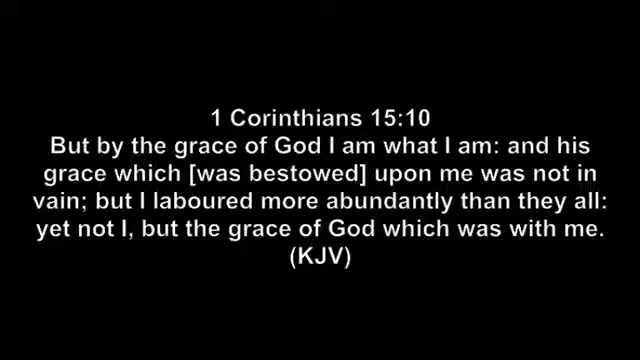 1 Corinthians 15:10
But by the grace of God I am what I am: and his
grace which [was bestowed] upon me was not in
vain; but I laboured more abundantly than they all:
yet not I, but the grace of God which was with me.
(KJV)